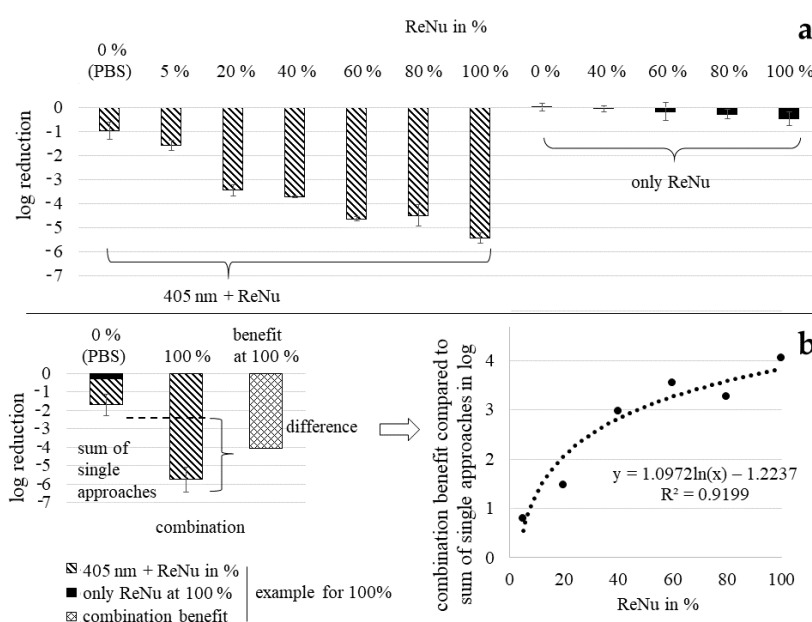 ReNu in %
a
0 %
(PBS)
5 %
20 %
40 %
60 %
80 %
100 %
0 %
40 %
60 %
80 %
100 %
log reduction
0
-1
-2
-3
-4
-5
-6
-7
only ReNu
405 nm + ReNu
0 %
(PBS)
100 %
benefit
at 100 %
log reduction
0
-1
-2
-3
-4
-5
-6
-7
sum of
single
approaches
difference
combination
405 nm + ReNu in %
only ReNu at 100 %
combination benefit
example for 100%
b
combination benefit compared to
sum of single approaches in log
4
3
2
1
0
y = 1.0972ln(x) – 1.2237
R² = 0.9199
0
20
40
60
80
100
ReNu in %